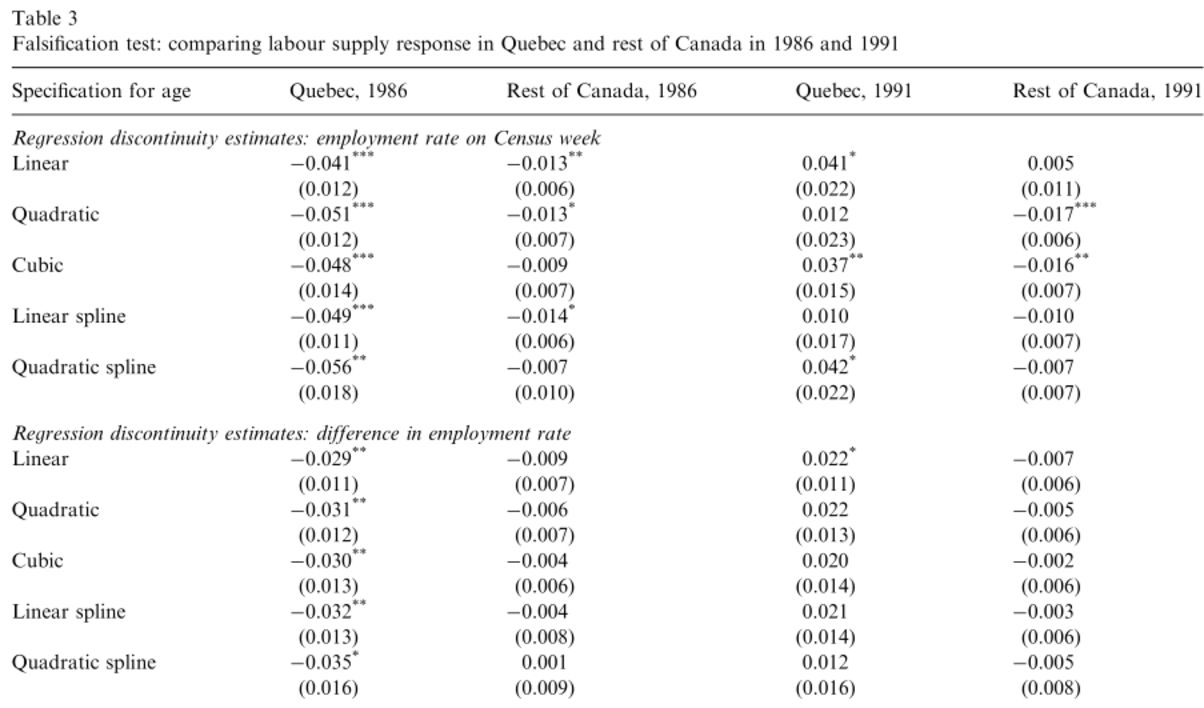 Table 3
Falsification test: comparing labour supply response in Quebec and rest of Canada in 1986 and 1991
Specification for age Quebec, 1986 Rest of Canada, 1986 Quebec, 1991 Rest of Canada, 1991
Regression discontinuity estimates: employment rate on Census week
Linear −0.041*** −0.013** 0.041* 0.005
(0.012) (0.006) (0.022) (0.011)
Quadratic −0.051*** −0.013* 0.012 −0.017***
(0.012) (0.007) (0.023) (0.006)
Cubic −0.048*** −0.009 0.037** −0.016**
(0.014) (0.007) (0.015) (0.007)
Linear spline −0.049*** −0.014* 0.010 −0.010
(0.011) (0.006) (0.017) (0.007)
Quadratic spline −0.056** −0.007 0.042* −0.007
(0.018) (0.010) (0.022) (0.007)
Regression discontinuity estimates: difference in employment rate
Linear −0.029** −0.009 0.022* −0.007
(0.011) (0.007) (0.011) (0.006)
Quadratic −0.031** −0.006 0.022 −0.005
(0.012) (0.007) (0.013) (0.006)
Cubic −0.030** −0.004 0.020 −0.002
(0.013) (0.006) (0.014) (0.006)
Linear spline −0.032** −0.004 0.021 −0.003
(0.013) (0.008) (0.014) (0.006)
Quadratic spline −0.035* 0.001 0.012 −0.005
(0.016) (0.009) (0.016) (0.008)